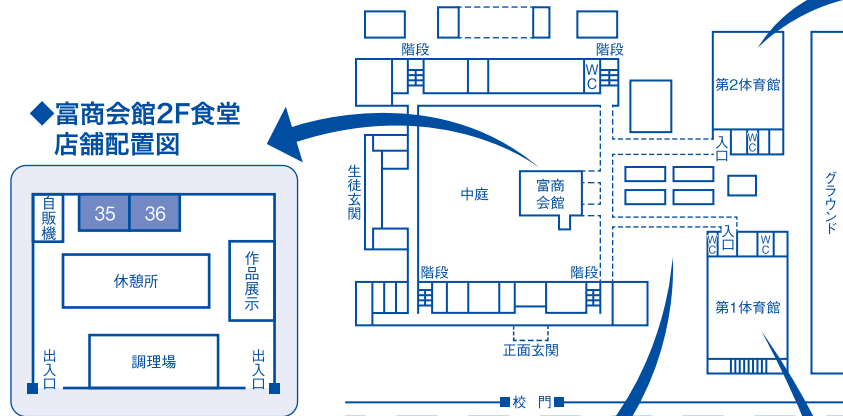 ◆富商会館2F食堂
店舗配置図
自販機
35
36
休憩所
作品展示
調理場
出入口
出入口
階段
階段
WC
生徒玄関
中庭
富商
会館
階段
階段
正面玄関
校 門
第2体育館
入口
WC
入口
WC
WC
第1体育館
グラウンド